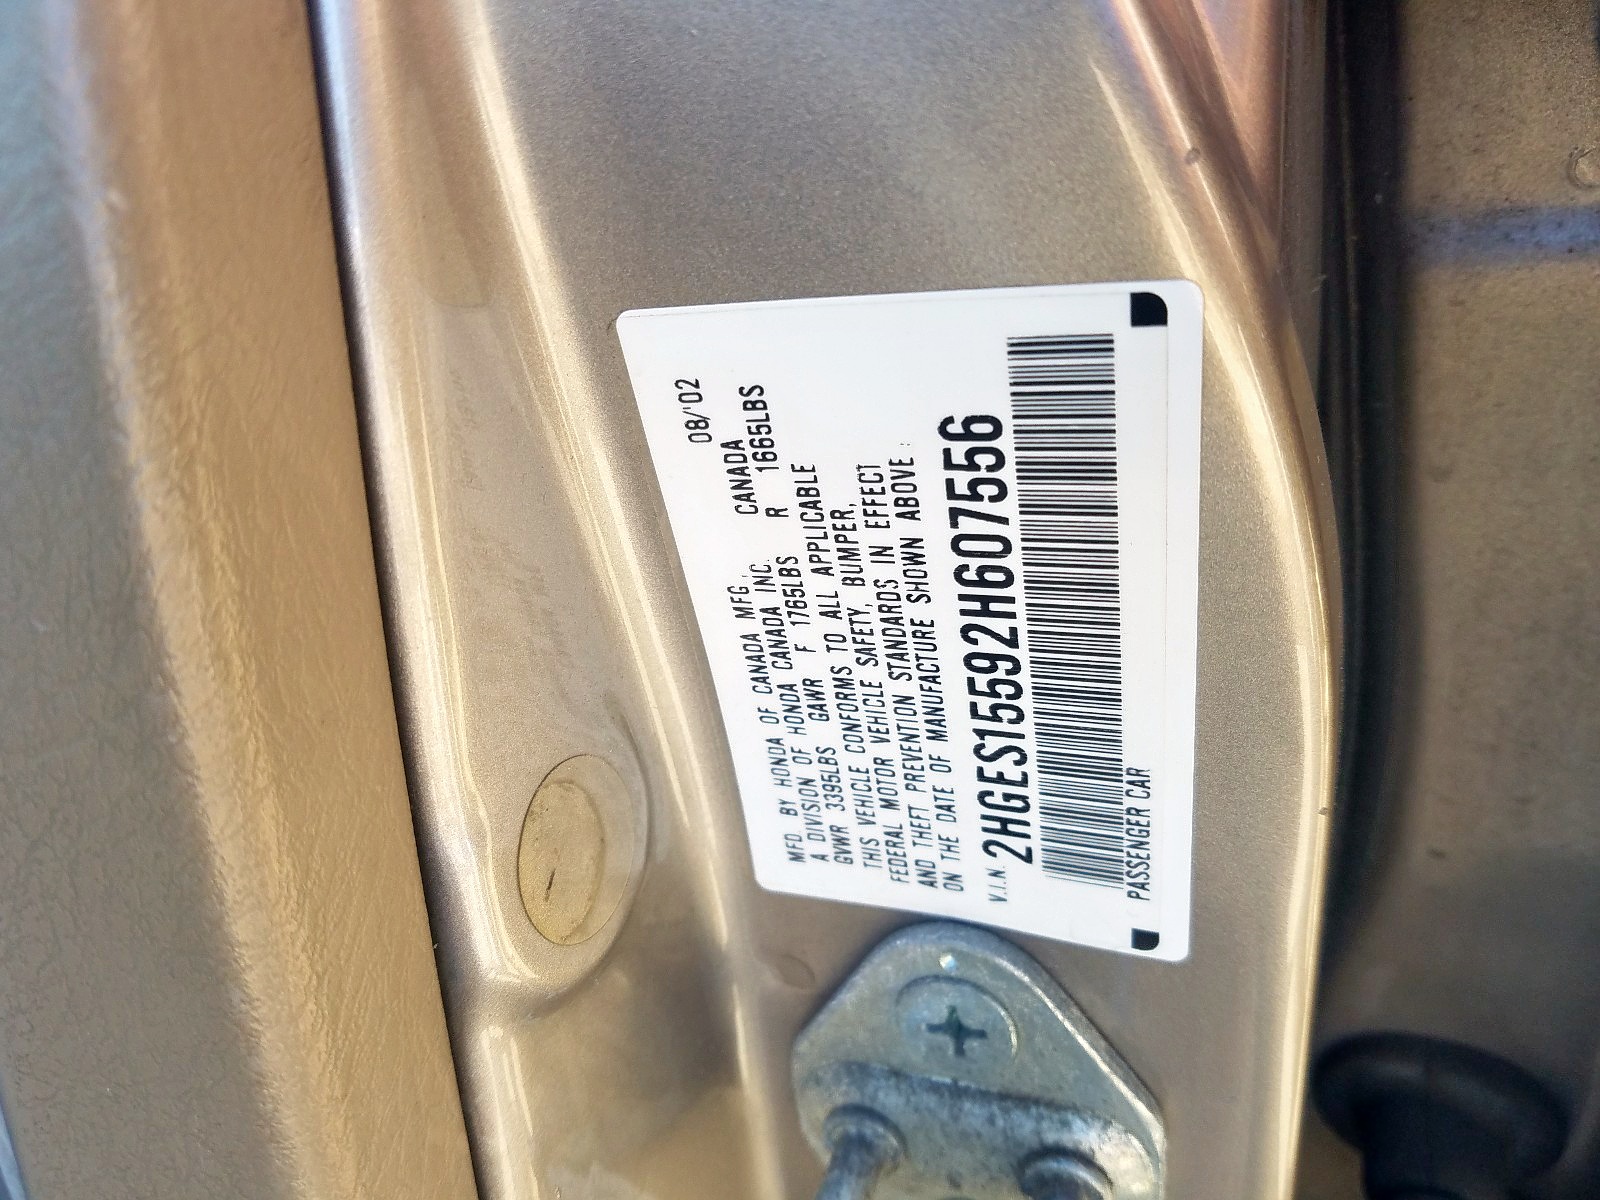 08/'02
MFD. BY HONDA OF CANADA MFG., CANADA
A DIVISION OF HONDA CANADA INC.
GVWR 3395LBS GAWR F 1765LBS R 1665LBS
THIS VEHICLE CONFORMS TO ALL APPLICABLE
FEDERAL MOTOR VEHICLE SAFETY, BUMPER,
AND THEFT PREVENTION STANDARDS IN EFFECT
ON THE DATE OF MANUFACTURE SHOWN ABOVE.
V.I.N. 2HGES15592H607556
PASSENGER CAR